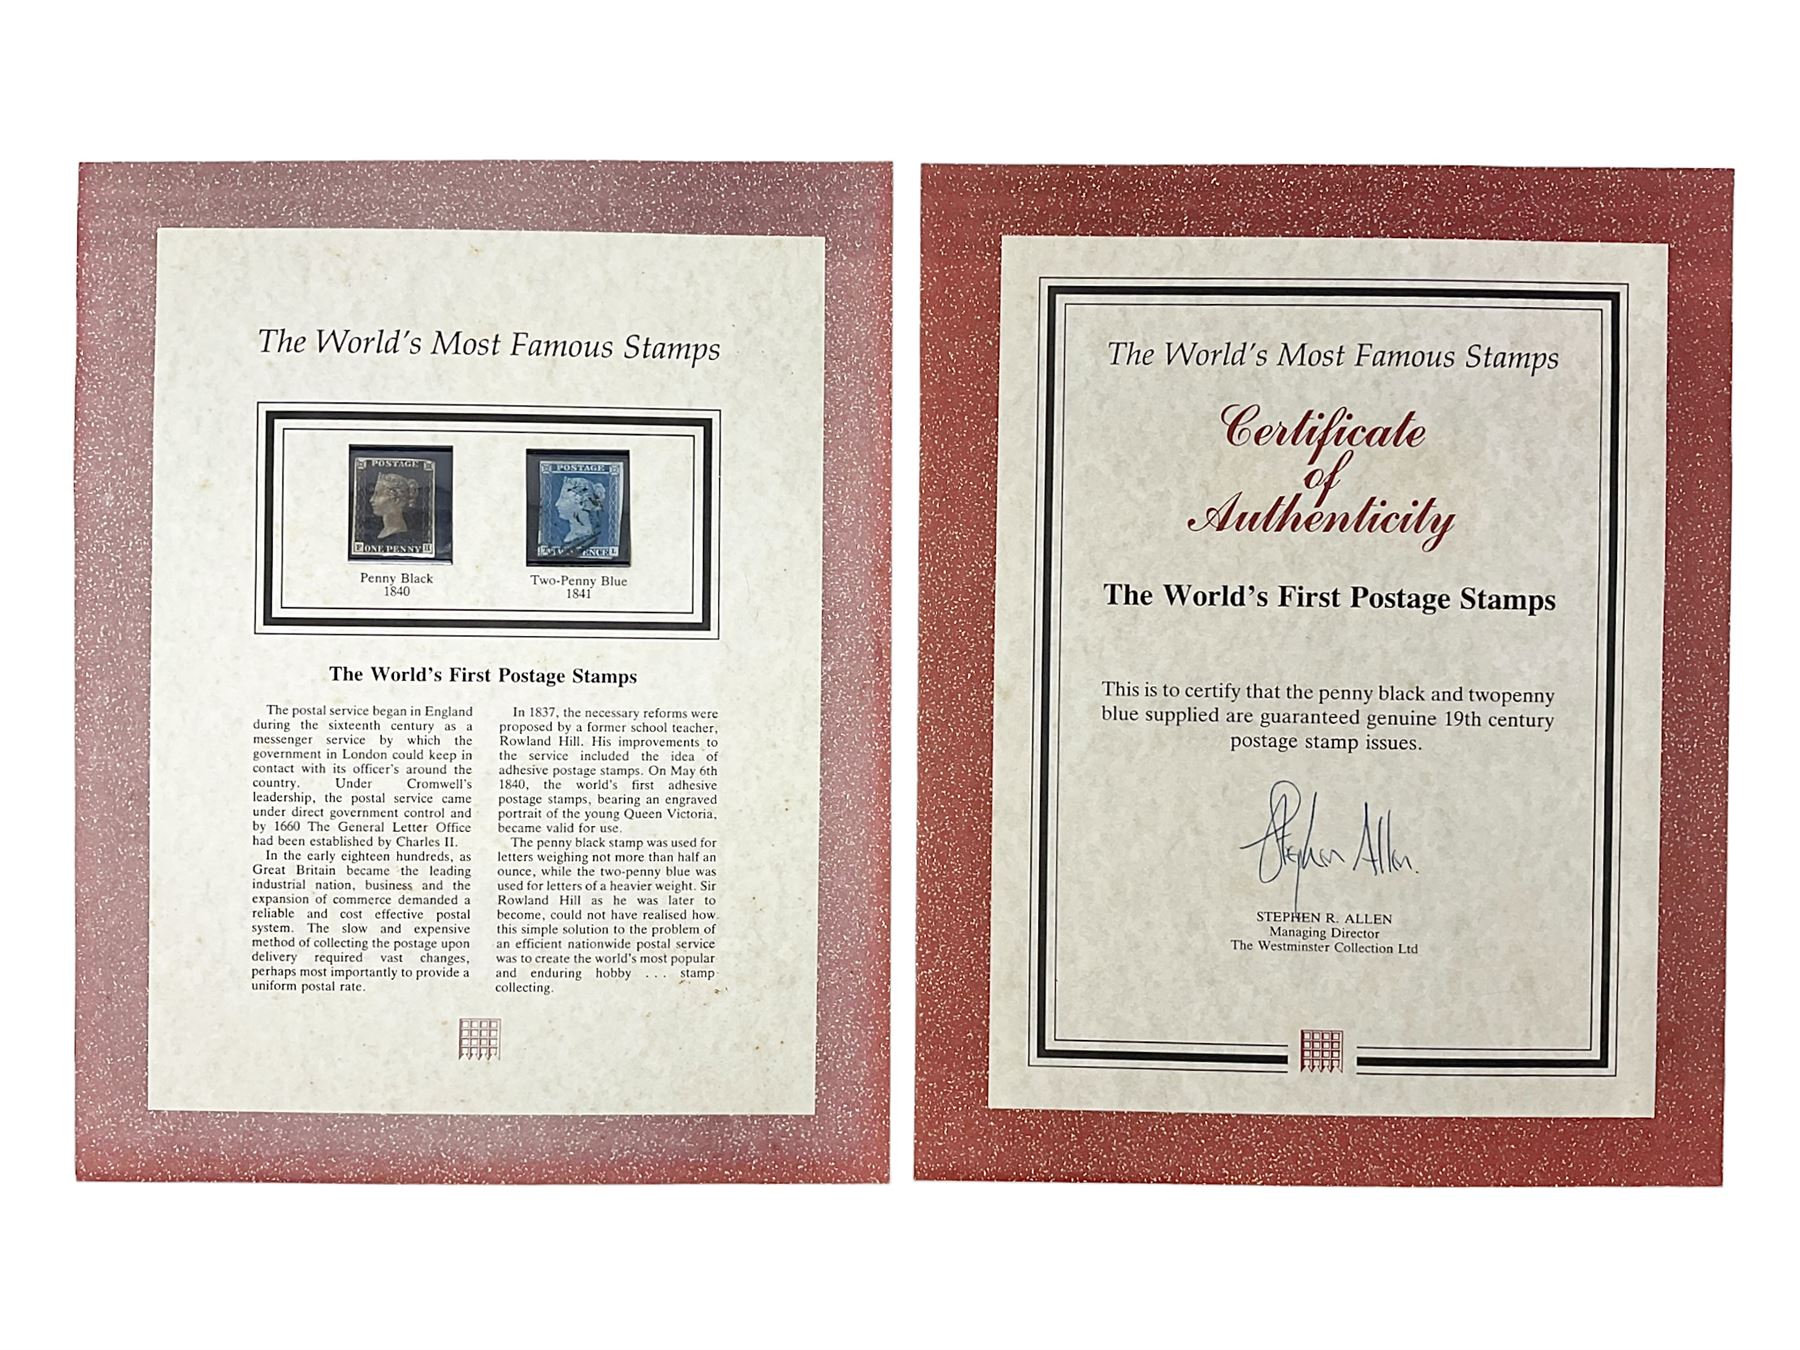 The World's Most Famous Stamps
POSTAGE
ONE PENNY
POSTAGE
Penny Black
1840
Two-Penny Blue
1841
The World's First Postage Stamps
The postal service began in England
during the sixteenth century as a
messenger service by which the
government in London could keep in
contact with its officer's around the
country. Under Cromwell's
leadership, the postal service came
under direct government control and
by 1660 The General Letter Office
had been established by Charles II.
In the early eighteen hundreds, as
Great Britain became the leading
industrial nation, business and the
expansion of commerce demanded a
reliable and cost effective postal
system. The slow and expensive
method of collecting the postage upon
delivery required vast changes,
perhaps most importantly to provide a
uniform postal rate.
In 1837, the necessary reforms were
proposed by a former school teacher,
Rowland Hill. His improvements to
the service included the idea of
adhesive postage stamps. On May 6th
1840, the world's first adhesive
postage stamps, bearing an engraved
portrait of the young Queen Victoria,
became valid for use.
The penny black stamp was used for
letters weighing not more than half an
ounce, while the two-penny blue was
used for letters of a heavier weight. Sir
Rowland Hill as he was later to
become, could not have realised how
this simple solution to the problem of
an efficient nationwide postal service
was to create the world's most popular
and enduring hobby . . . stamp
collecting.
The World's Most Famous Stamps
Certificate
of
Authenticity
The World's First Postage Stamps
This is to certify that the penny black and twopenny
blue supplied are guaranteed genuine 19th century
postage stamp issues.
Stephen Allen.
STEPHEN R. ALLEN
Managing Director
The Westminster Collection Ltd